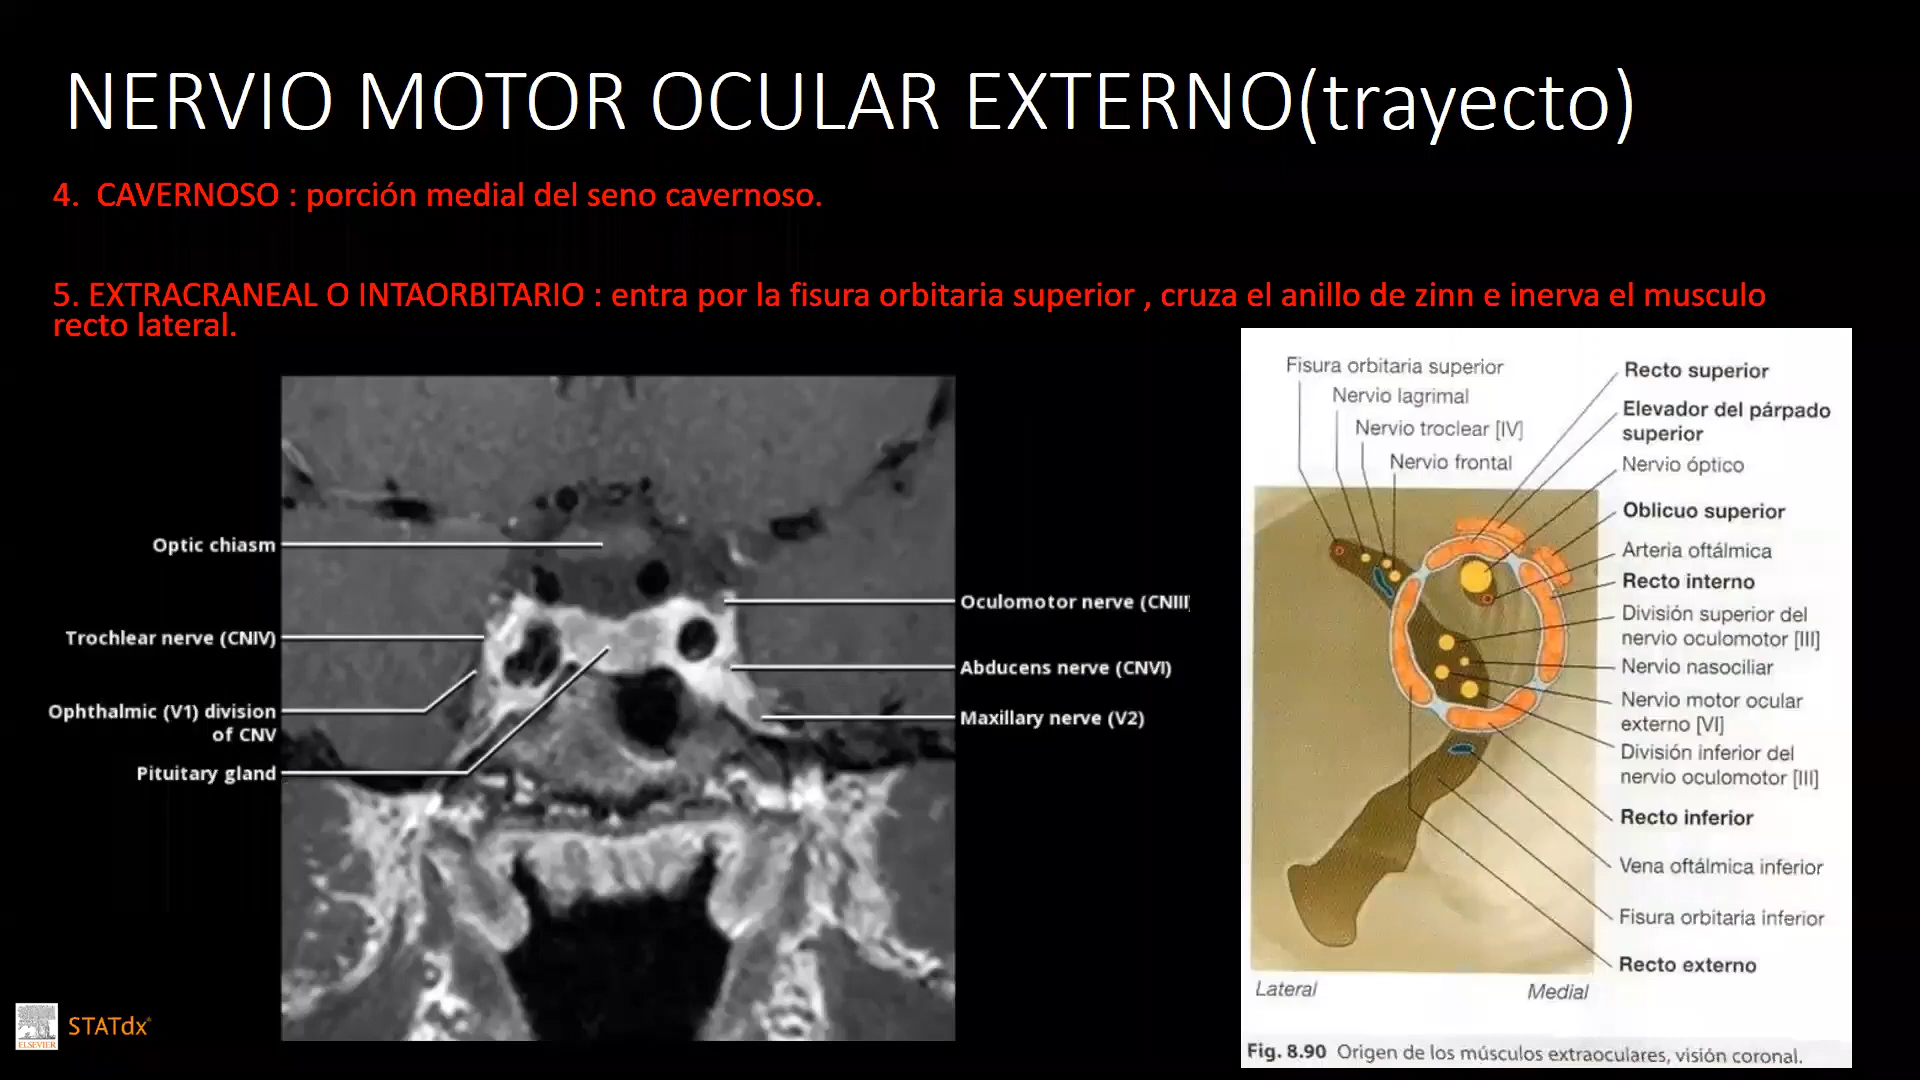 NERVIO MOTOR OCULAR EXTERNO(trayecto)
4. CAVERNOSO : porción medial del seno cavernoso.
5. EXTRACRANEAL O INTAORBITARIO : entra por la fisura orbitaria superior , cruza el anillo de zinn e inerva el musculo
recto lateral.
Optic chiasm
Trochlear nerve (CNIV)
Ophthalmic (V1) division
of CNV
Pituitary gland
Oculomotor nerve (CNIII)
Abducens nerve (CNVI)
Maxillary nerve (V2)
Fisura orbitaria superior
Nervio lagrimal
Nervio troclear [IV]
Nervio frontal
Recto superior
Elevador del párpado
superior
Nervio óptico
Oblicuo superior
Arteria oftálmica
Recto interno
División superior del
nervio oculomotor [III]
Nervio nasociliar
Nervio motor ocular
externo [VI]
División inferior del
nervio oculomotor [III]
Recto inferior
Vena oftálmica inferior
Fisura orbitaria inferior
Recto externo
Lateral
Medial
Fig. 8.90 Origen de los músculos extraoculares, visión coronal.
ELSEVIER
STATdx®